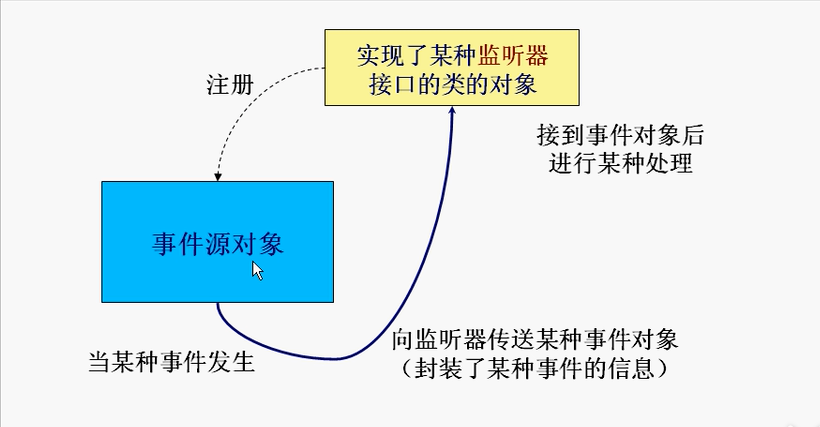 实现了某种监听器
接口的类的对象
注册
接到事件对象后
进行某种处理
事件源对象
向监听器传送某种事件对象
（封装了某种事件的信息）
当某种事件发生